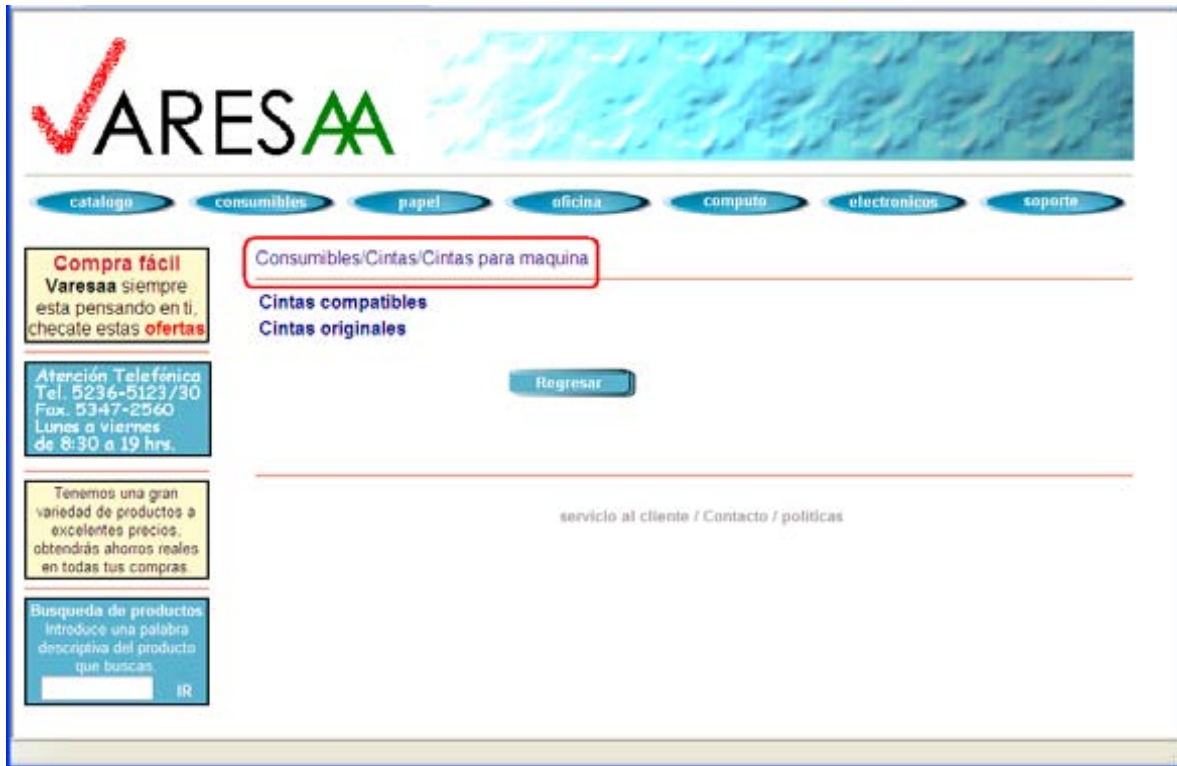 VARESAA
catalogo consumibles papel oficina computo electronicos soporte
Compra fácil
Varesaa siempre
esta pensando en ti,
checate estas ofertas
Atención Telefónica
Tel. 5236-5123/30
Fax. 5347-2560
Lunes a viernes
de 8:30 a 19 hrs.
Tenemos una gran
variedad de productos a
excelentes precios,
obtendrás ahorros reales
en todas tus compras.
Busqueda de productos
Introduce una palabra
descriptiva del producto
que buscas.
IR
Consumibles/Cintas/Cintas para maquina
Cintas compatibles
Cintas originales
Regresar
servicio al cliente / Contacto / politicas